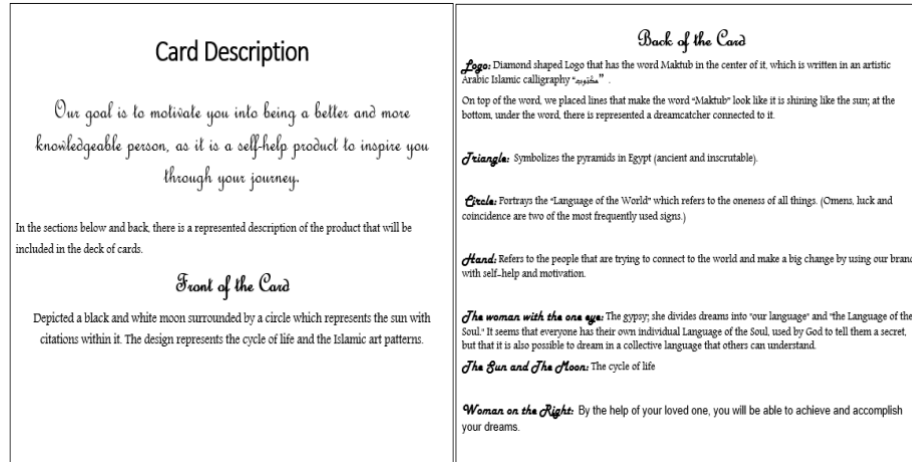 Card Description
Our goal is to motivate you into being a better and more
knowledgeable person, as it is a self-help product to inspire you
through your journey.
In the sections below and back, there is a represented description of the product that will be
included in the deck of cards.
Front of the Card
Depicted a black and white moon surrounded by a circle which represents the sun with
citations within it. The design represents the cycle of life and the Islamic art patterns.
Back of the Card
Logo: Diamond shaped Logo that has the word Maktub in the center of it, which is written in an artistic
Arabic Islamic calligraphy "مكتوب" .
On top of the word, we placed lines that make the word "Maktub" look like it is shining like the sun; at the
bottom, under the word, there is represented a dreamcatcher connected to it.
Triangle: Symbolizes the pyramids in Egypt (ancient and inscrutable).
Circle: Portrays the "Language of the World" which refers to the oneness of all things. (Omens, luck and
coincidence are two of the most frequently used signs.)
Hand: Refers to the people that are trying to connect to the world and make a big change by using our brand
with self-help and motivation.
The woman with the one eye: The gypsy; she divides dreams into "our language" and "the Language of the
Soul." It seems that everyone has their own individual Language of the Soul, used by God to tell them a secret,
but that it is also possible to dream in a collective language that others can understand.
The Sun and The Moon: The cycle of life
Woman on the Right: By the help of your loved one, you will be able to achieve and accomplish
your dreams.